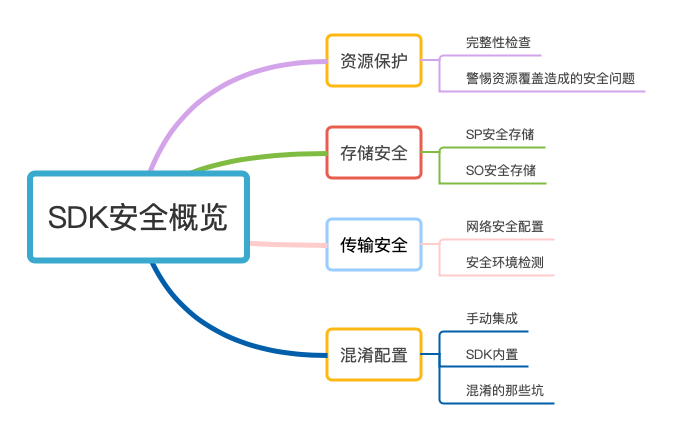 SDK安全概览
资源保护
完整性检查
警惕资源覆盖造成的安全问题
存储安全
SP安全存储
SO安全存储
传输安全
网络安全配置
安全环境检测
混淆配置
手动集成
SDK内置
混淆的那些坑